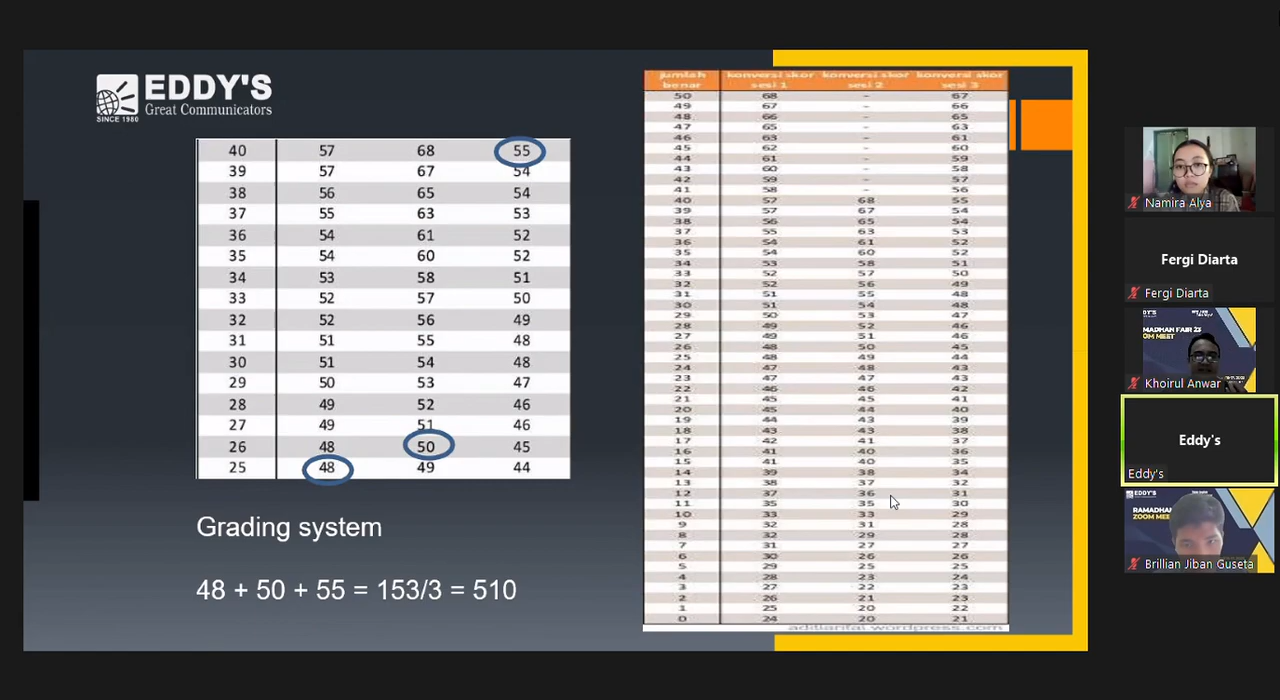 EDDY'S
Great Communicators
SINCE 1980
40 57 68 55
39 57 67 54
38 56 65 54
37 55 63 53
36 54 61 52
35 54 60 52
34 53 58 51
33 52 57 50
32 52 56 49
31 51 55 48
30 51 54 48
29 50 53 47
28 49 52 46
27 49 51 46
26 48 50 45
25 48 49 44
Grading system
48 + 50 + 55 = 153/3 = 510
jumlah benar konversi skor sesi 1 konversi skor sesi 2 konversi skor sesi 3
50 68 - 67
49 67 - 66
48 66 - 65
47 65 - 63
46 63 - 61
45 62 - 60
44 61 - 59
43 60 - 58
42 59 - 57
41 58 - 56
40 57 68 55
39 57 67 54
38 56 65 54
37 55 63 53
36 54 61 52
35 54 60 52
34 53 58 51
33 52 57 50
32 52 56 49
31 51 55 48
30 51 54 48
29 50 53 47
28 49 52 46
27 49 51 46
26 48 50 45
25 48 49 44
24 47 48 43
23 47 47 43
22 46 46 42
21 45 45 41
20 45 44 40
19 44 43 39
18 43 43 38
17 42 41 37
16 41 40 36
15 41 40 35
14 39 38 34
13 38 37 32
12 37 36 31
11 35 35 30
10 33 33 29
9 32 31 28
8 32 29 28
7 31 27 27
6 30 26 26
5 29 25 25
4 28 23 24
3 27 22 23
2 26 21 23
1 25 20 22
0 24 20 21
Namira Alya
Fergi Diarta
Fergi Diarta
EDDY'S
ZOOM MEET
Khoirul Anwar
Eddy's
Eddy's
EDDY'S
ZOOM MEE
Brillian Jiban Guseta